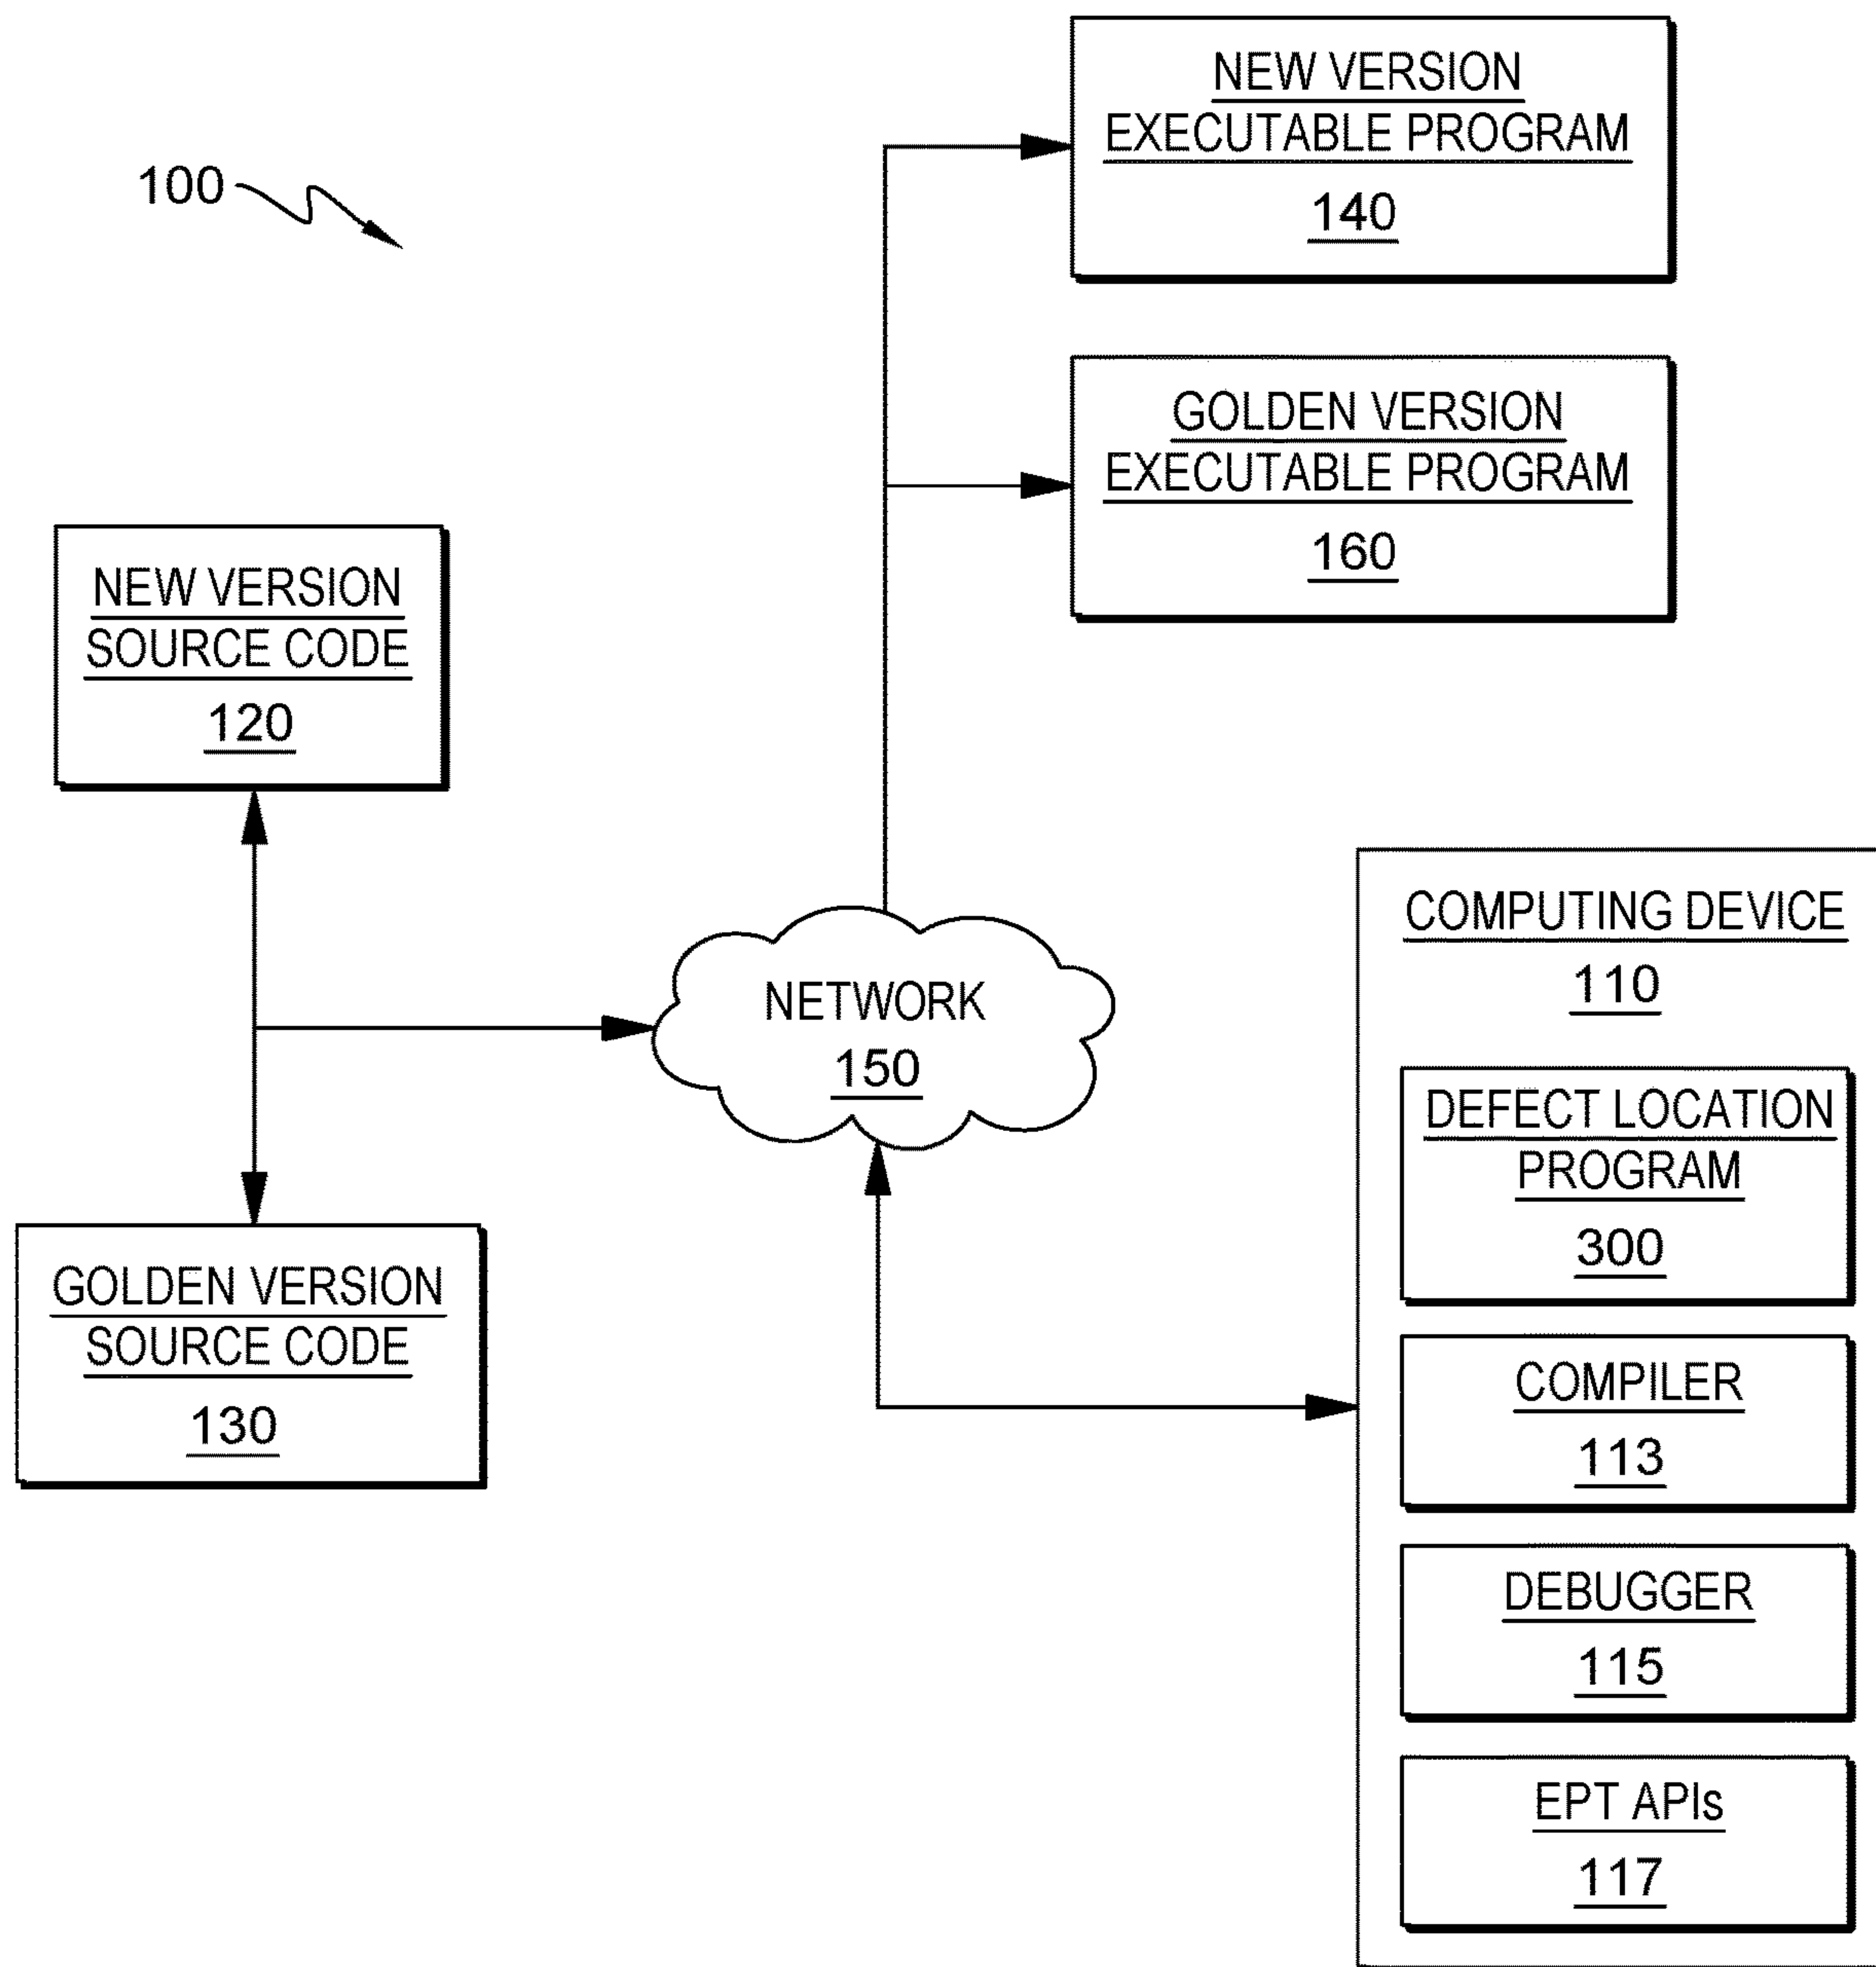 100
NEW VERSION
EXECUTABLE PROGRAM
140
GOLDEN VERSION
EXECUTABLE PROGRAM
160
NEW VERSION
SOURCE CODE
120
NETWORK
150
GOLDEN VERSION
SOURCE CODE
130
COMPUTING DEVICE
110
DEFECT LOCATION
PROGRAM
300
COMPILER
113
DEBUGGER
115
EPT APIs
117